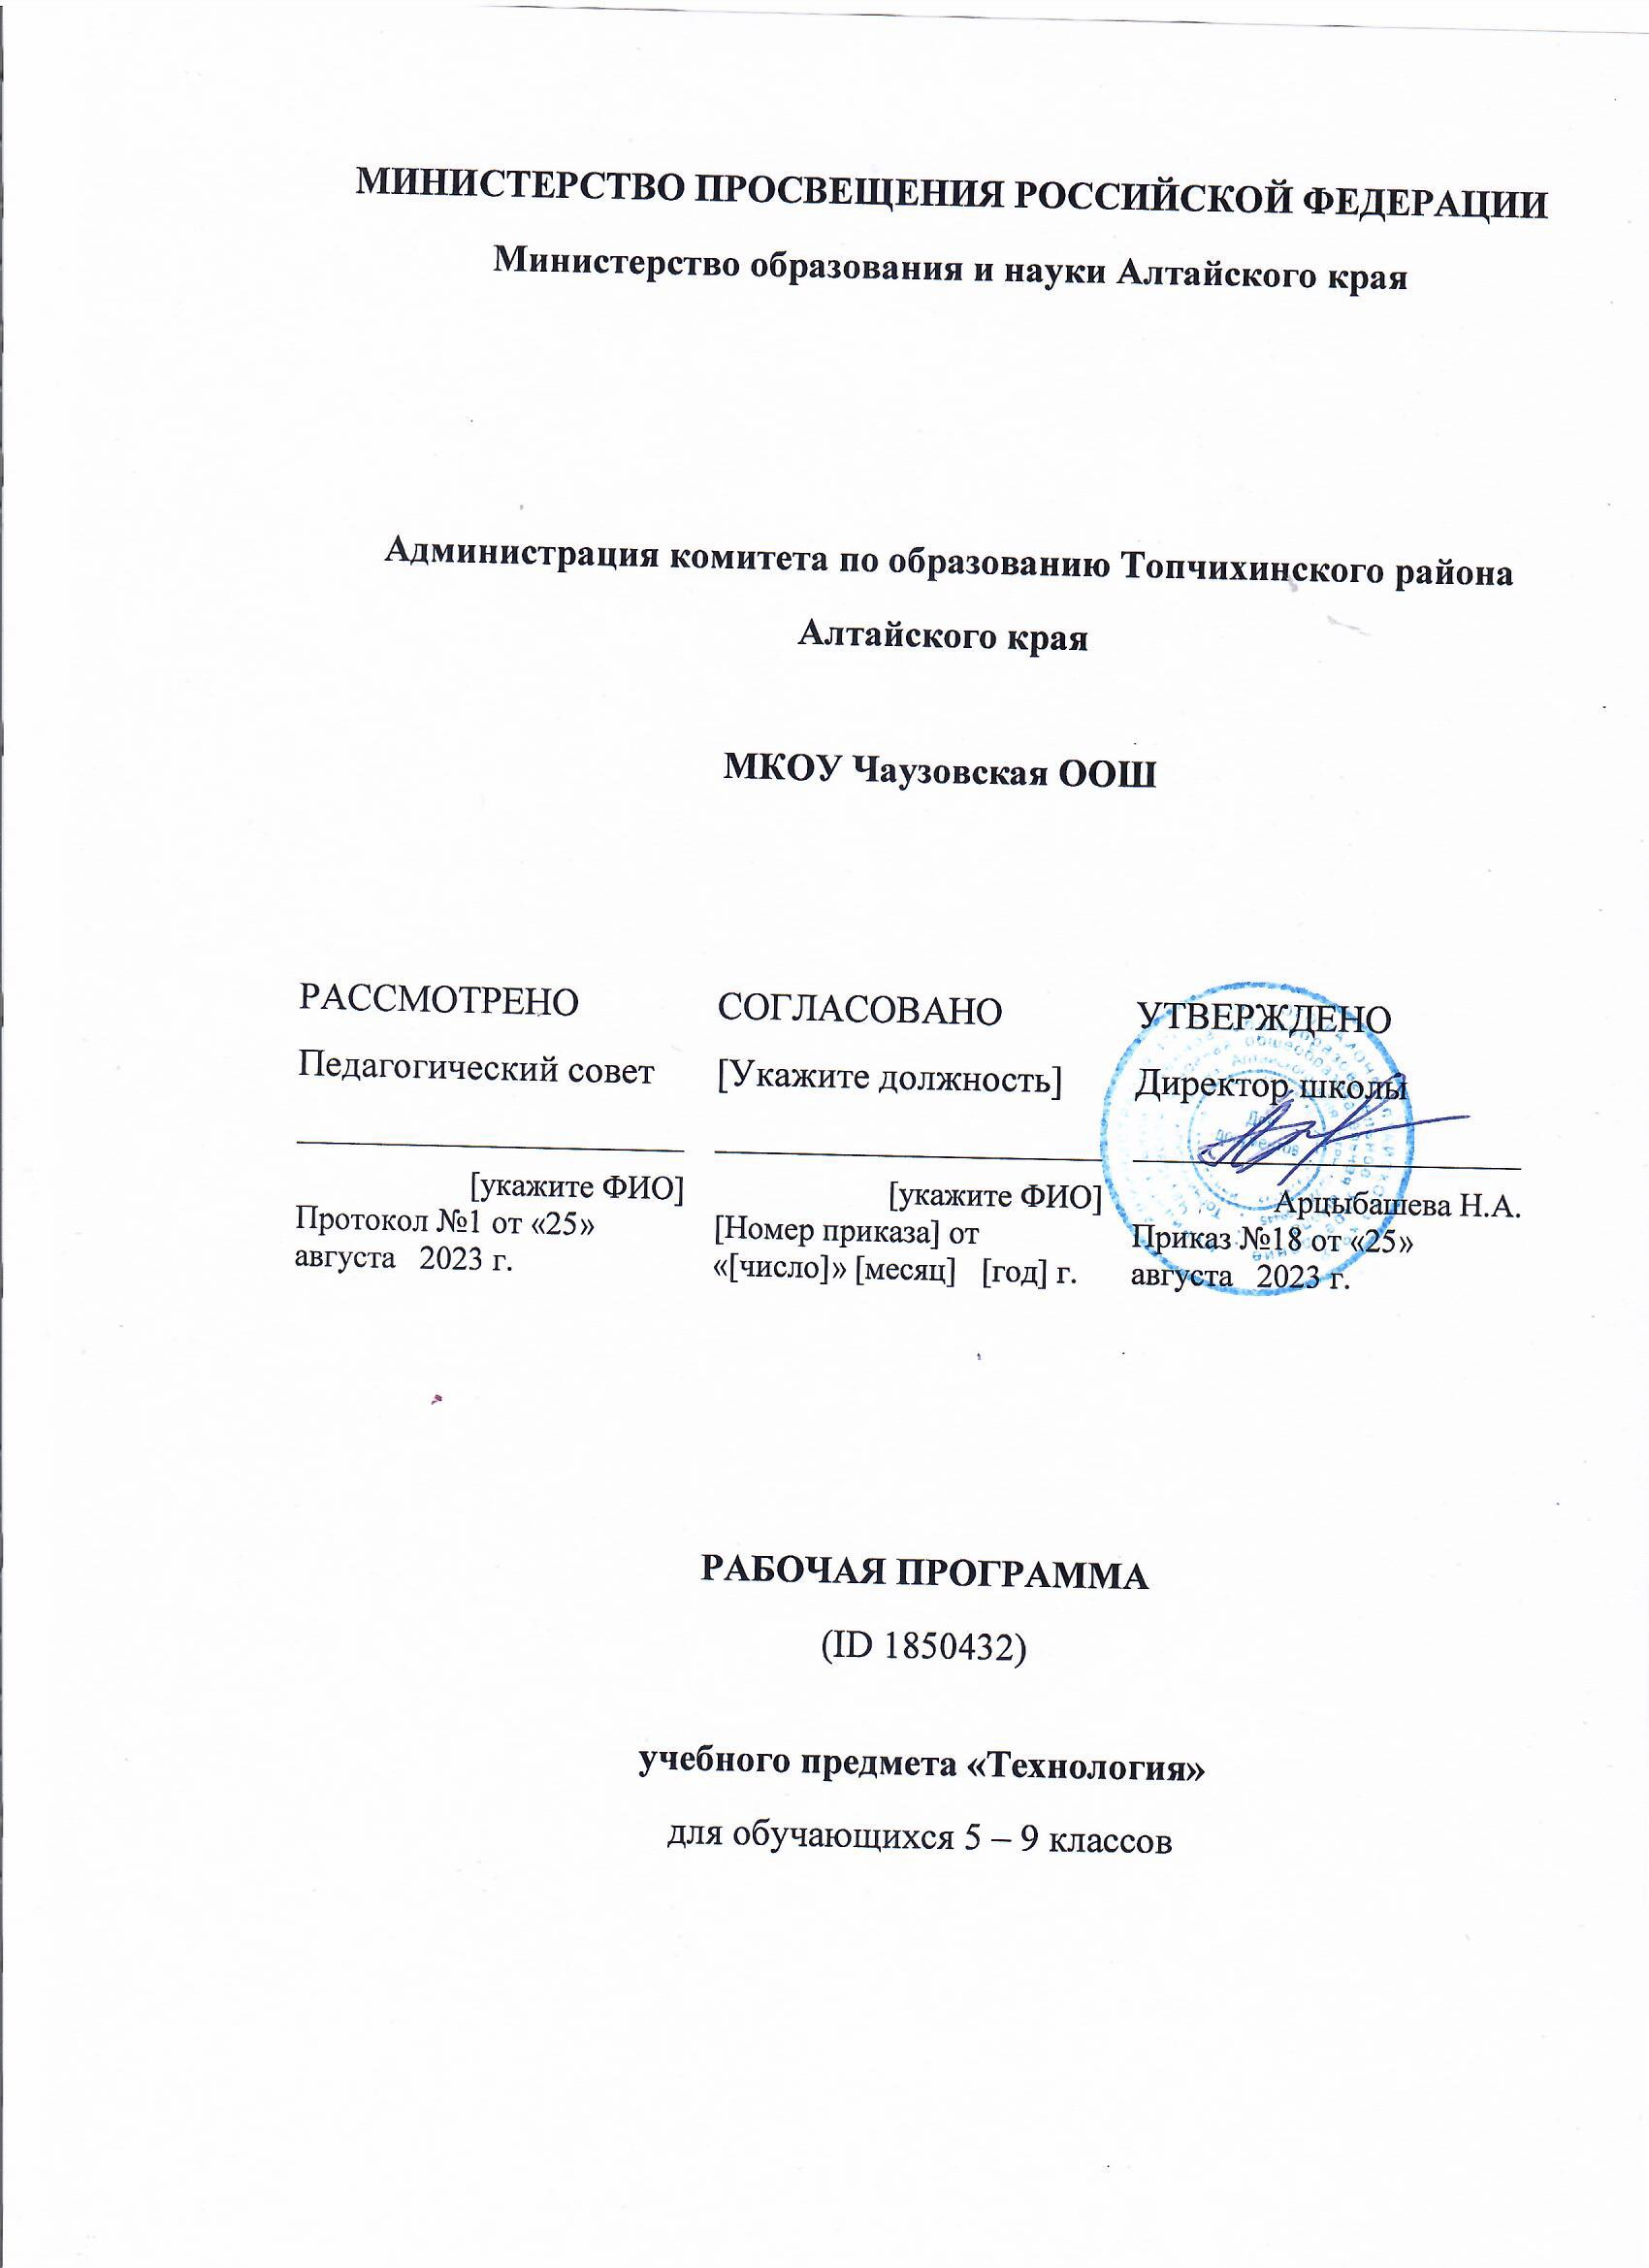 МИНИСТЕРСТВО ПРОСВЕЩЕНИЯ РОССИЙСКОЙ ФЕДЕРАЦИИ
Министерство образования и науки Алтайского края
Администрация комитета по образованию Топчихинского района
Алтайского края
МКОУ Чаузовская ООШ
РАССМОТРЕНО
Педагогический совет
[укажите ФИО]
Протокол №1 от «25»
августа 2023 г.
СОГЛАСОВАНО
[Укажите должность]
[укажите ФИО]
[Номер приказа] от
«[число]» [месяц] [год] г.
УТВЕРЖДЕНО
Директор школы
Арцыбашева Н.А.
Приказ №18 от «25»
августа 2023 г.
РАБОЧАЯ ПРОГРАММА
(ID 1850432)
учебного предмета «Технология»
для обучающихся 5 – 9 классов